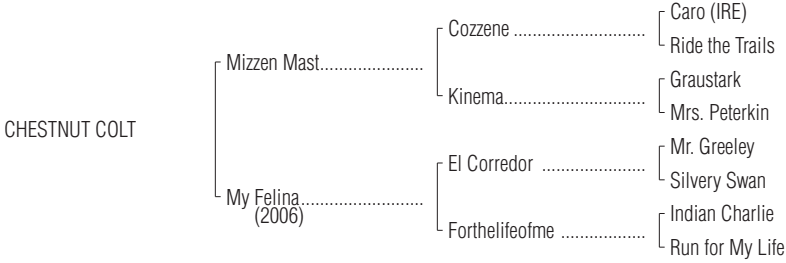 Caro (IRE)
Cozzene ............................
Ride the Trails
Mizzen Mast......................
Graustark
Kinema..............................
Mrs. Peterkin
CHESTNUT COLT
Mr. Greeley
El Corredor ......................
Silvery Swan
My Felina..........................
(2006)
Indian Charlie
Forthelifeofme ..................
Run for My Life